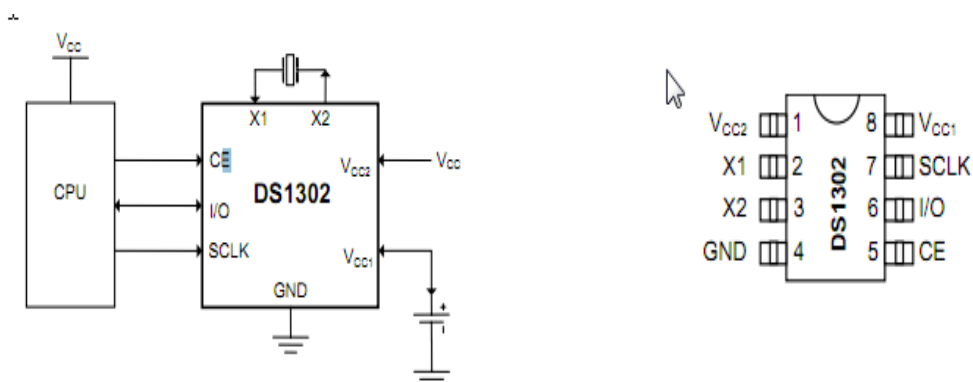 VCC
CPU
X1 X2
CE
I/O
SCLK
DS1302
VCC2
VCC
VCC1
GND
+
-
VCC2 1 8 VCC1
X1 2 7 SCLK
X2 3 6 I/O
GND 4 5 CE
DS1302